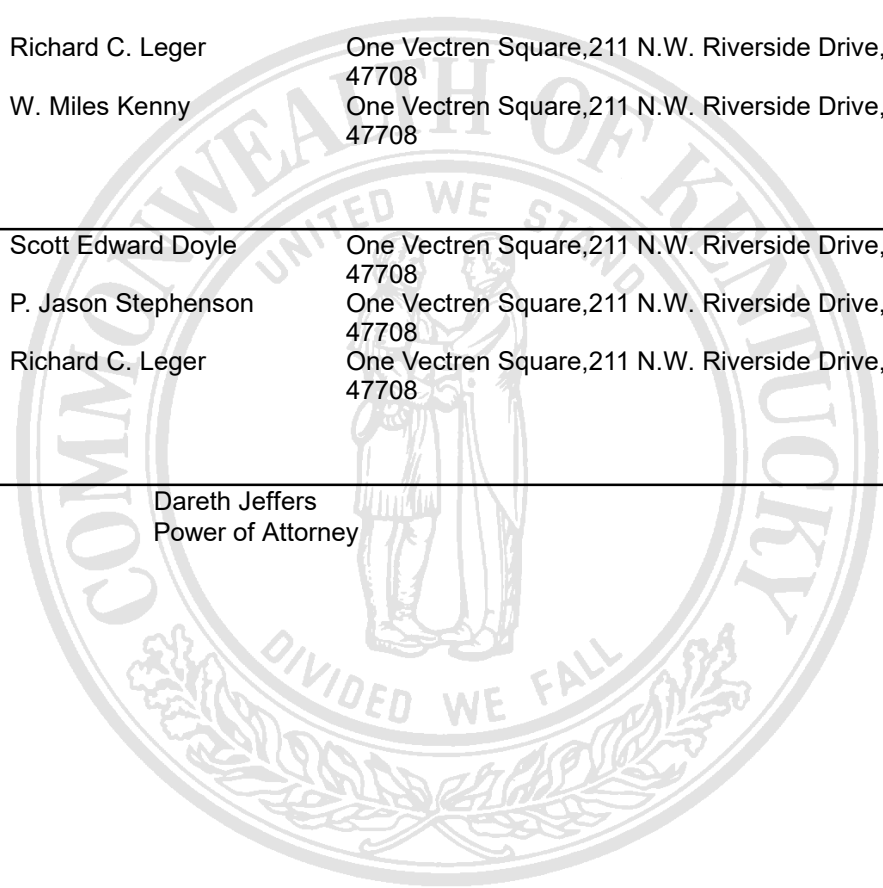 Richard C. Leger One Vectren Square,211 N.W. Riverside Drive,
47708
W. Miles Kenny One Vectren Square,211 N.W. Riverside Drive,
47708
Scott Edward Doyle One Vectren Square,211 N.W. Riverside Drive,
47708
P. Jason Stephenson One Vectren Square,211 N.W. Riverside Drive,
47708
Richard C. Leger One Vectren Square,211 N.W. Riverside Drive,
47708
Dareth Jeffers
Power of Attorney
COMMONWEALTH OF KENTUCKY
UNITED WE STAND
DIVIDED WE FALL